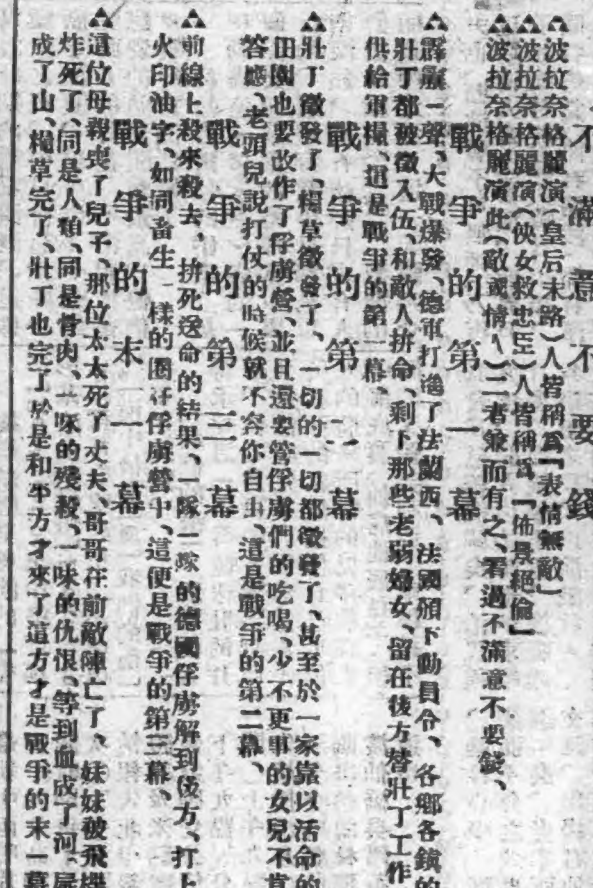 不滿意不要錢
波拉奈格麗演(皇后末路)人皆稱爲『表情無敵』
波拉奈格麗演(俠女救忠臣)人皆稱爲『佈景絕倫』
波拉奈格麗演此(敵國情人)二者兼而有之、看過不滿意不要錢、
戰爭的第一幕
霹靂一聲、大戰爆發、德軍打進了法蘭西、法國頒下動員令、各鄉各鎮的
壯丁都被徵入伍、和敵人拚命、剩下那些老弱婦女、留在後方替壯丁工作
供給軍糧、這是戰爭的第一幕、
戰爭的第二幕
壯丁徵發了、糧草徵發了、一切的一切都徵發了、甚至於一家靠以活命的
田園也要改作了俘虜營、並且還要管俘虜們的吃喝、少不更事的女兒不肯
答應、老頭兒說打仗的時候就不容你自由、這是戰爭的第二幕、
戰爭的第三幕
前線上殺來殺去、拚死送命的結果、一隊一隊的德國俘虜解到後方、打上
火印油字、如同畜生一樣的圈在俘虜營中、這便是戰爭的第三幕、
戰爭的末一幕
這位母親喪了兒子、那位太太死了丈夫、哥哥在前敵陣亡了、妹妹被飛機
炸死了、同是人類、同是骨肉、一味的殘殺、一味的仇恨、等到血成了河、屍
成了山、糧草完了、壯丁也完了於是和平方才來了這方才是戰爭的末一幕